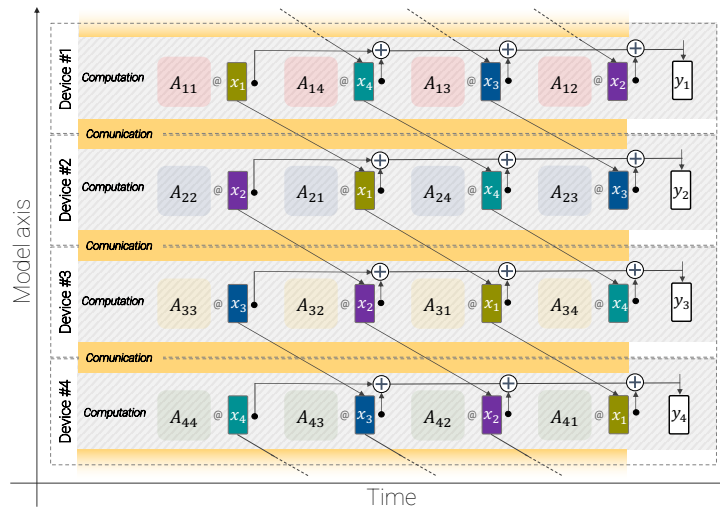 Device #1
Computation
A11 @ x1 A14 @ x4 A13 @ x3 A12 @ x2 y1
Comunication
Device #2
Computation
A22 @ x2 A21 @ x1 A24 @ x4 A23 @ x3 y2
Comunication
Device #3
Computation
A33 @ x3 A32 @ x2 A31 @ x1 A34 @ x4 y3
Comunication
Device #4
Computation
A44 @ x4 A43 @ x3 A42 @ x2 A41 @ x1 y4
Model axis
Time